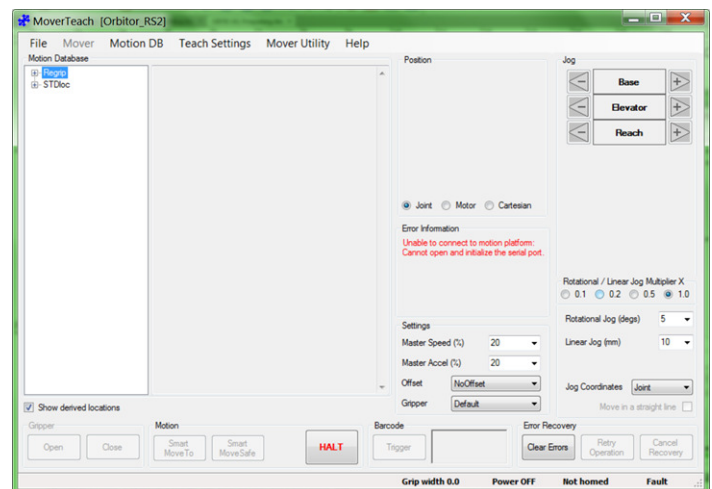 MoverTeach [Orbitor_RS2]
File Mover Motion DB Teach Settings Mover Utility Help
Motion Database
Regrip
STDloc
Show derived locations
Position
Joint Motor Cartesian
Error Information
Unable to connect to motion platform:
Cannot open and initialize the serial port.
Settings
Master Speed (%) 20
Master Accel (%) 20
Offset NoOffset
Gripper Default
Jog
Base
Elevator
Reach
Rotational / Linear Jog Multiplier X
0.1 0.2 0.5 1.0
Rotational Jog (degs) 5
Linear Jog (mm) 10
Jog Coordinates Joint
Move in a straight line
Gripper
Open Close
Motion
Smart MoveTo
Smart MoveSafe
HALT
Barcode
Trigger
Error Recovery
Clear Errors
Retry Operation
Cancel Recovery
Grip width 0.0 Power OFF Not homed Fault